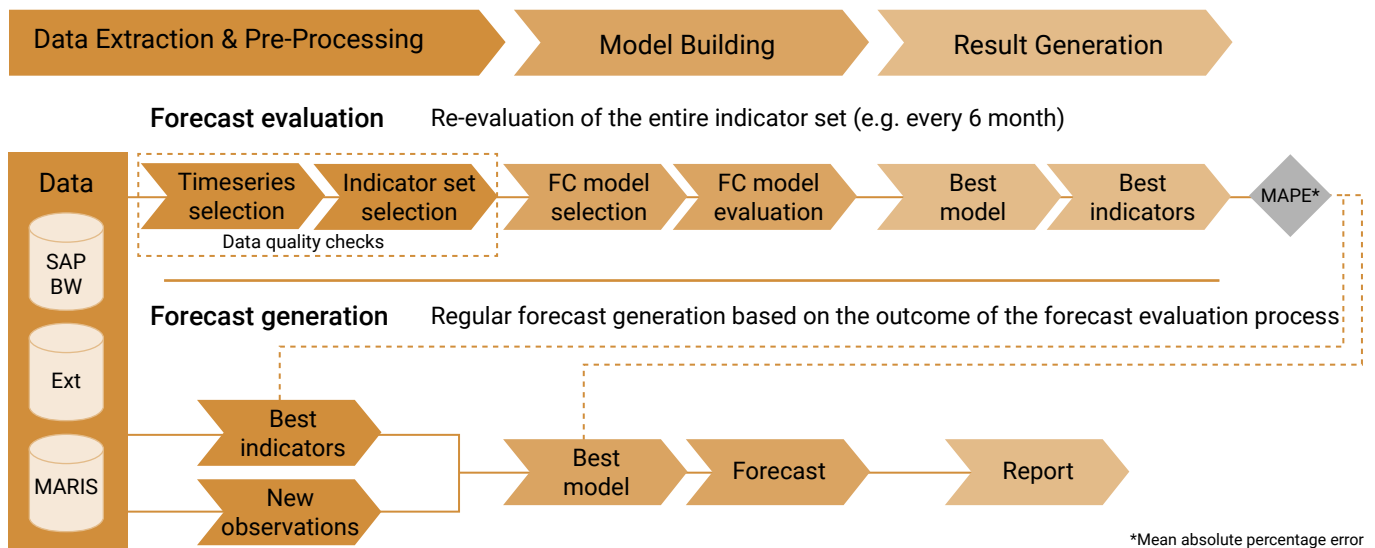 Data Extraction & Pre-Processing
Model Building
Result Generation
Forecast evaluation
Re-evaluation of the entire indicator set (e.g. every 6 month)
Data
SAP
BW
Ext
MARIS
Timeseries
selection
Indicator set
selection
Data quality checks
FC model
selection
FC model
evaluation
Best
model
Best
indicators
MAPE*
Forecast generation
Regular forecast generation based on the outcome of the forecast evaluation process
Best
indicators
New
observations
Best
model
Forecast
Report
*Mean absolute percentage error